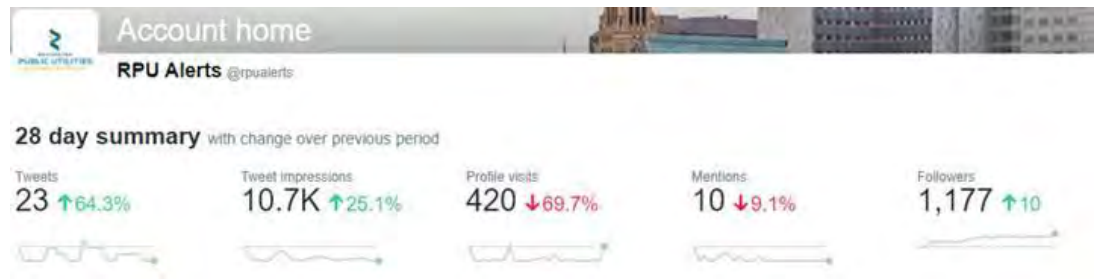 Account home
PUBLIC UTILITIES
RPU Alerts @rpualerts
28 day summary with change over previous period
Tweets
23 ↑64.3%
Tweet impressions
10.7K ↑25.1%
Profile visits
420 ↓69.7%
Mentions
10 ↓9.1%
Followers
1,177 ↑10